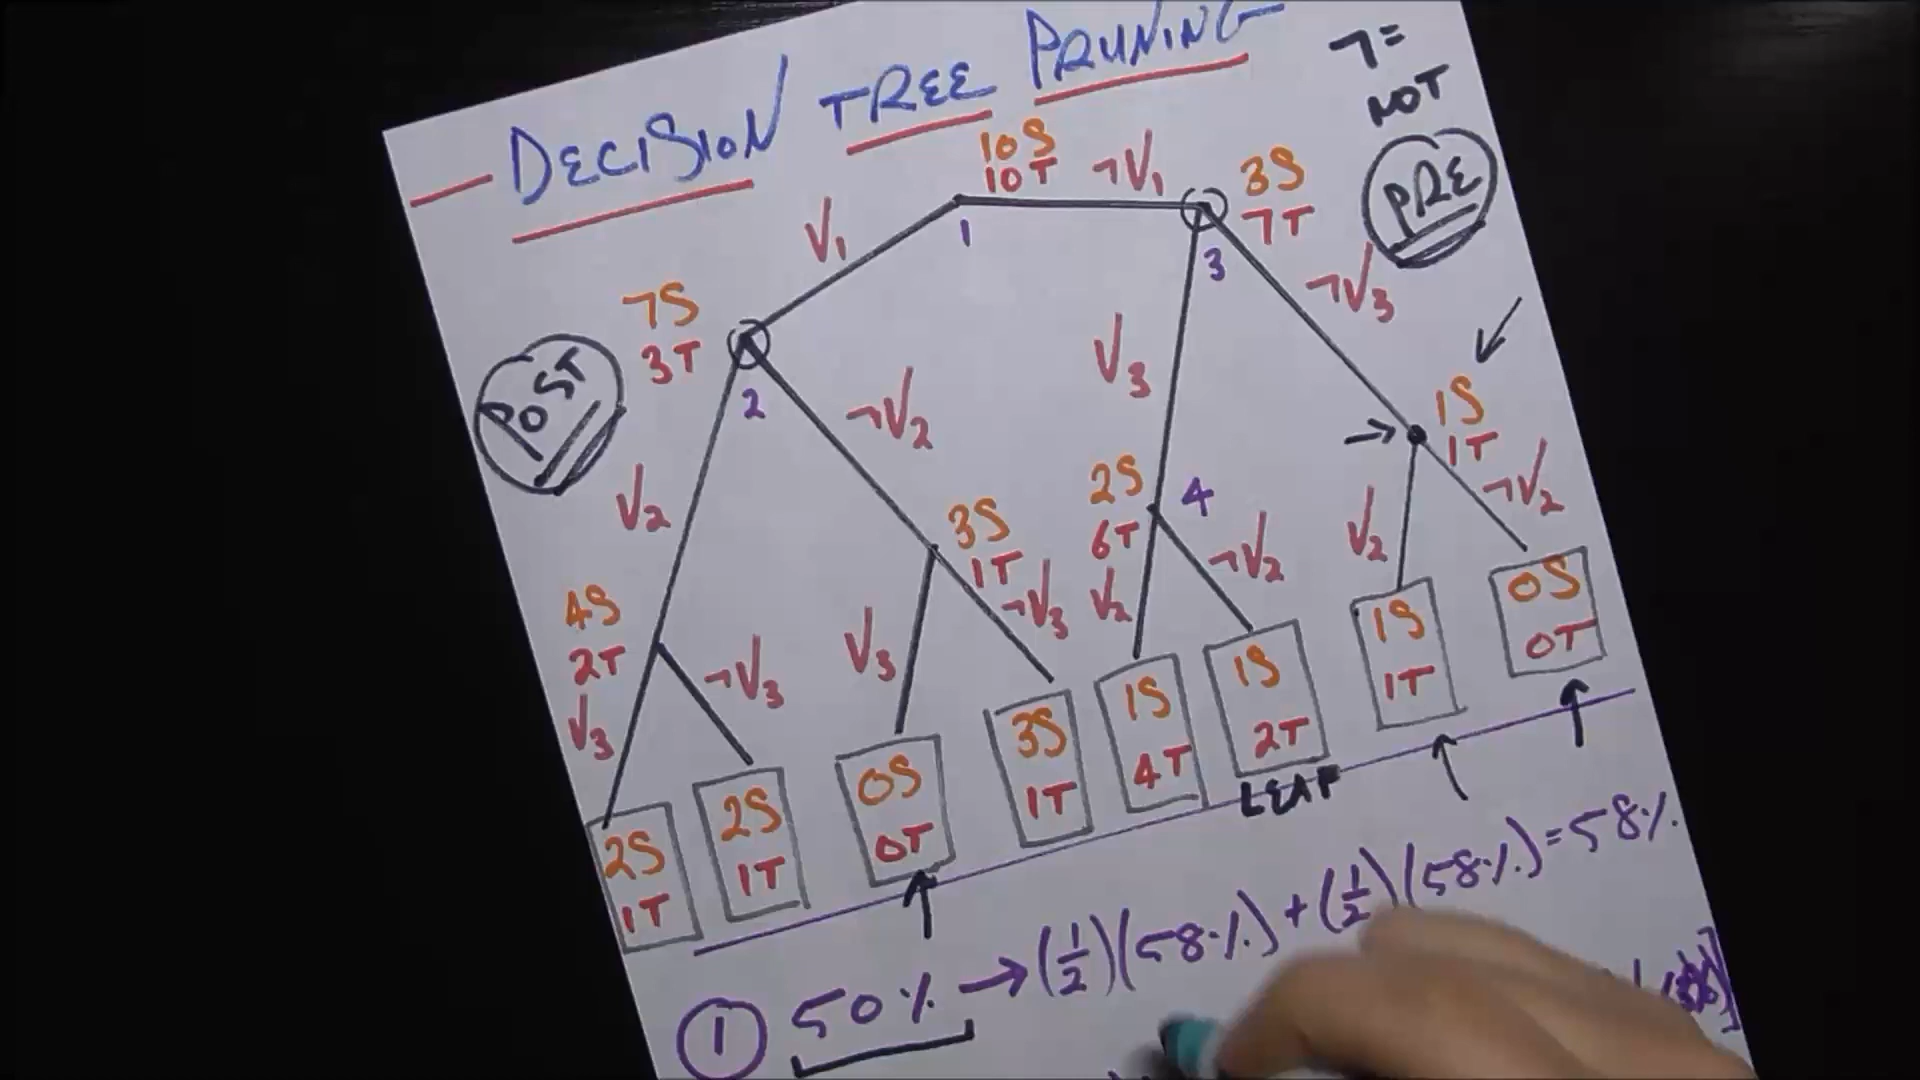 DECISION TREE PRUNING
¬ =
NOT
PRE
10S
10T
1
V1
¬V1
3S
7T
3
7S
3T
2
POST
V2
¬V2
V3
¬V3
4S
2T
V3
¬V3
3S
1T
V3
¬V3
2S
6T
4
V2
¬V2
1S
1T
V2
¬V2
2S
1T
2S
1T
0S
0T
3S
1T
1S
4T
1S
2T
LEAF
1S
1T
0S
0T
1 50% → (1/2)(58%) + (1/2)(58%) = 58%